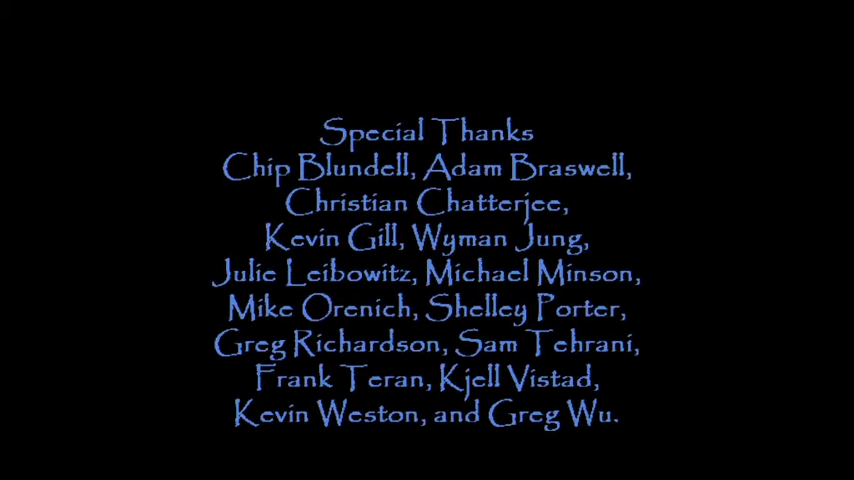 Special Thanks
Chip Blundell, Adam Braswell,
Christian Chatterjee,
Kevin Gill, Wyman Jung,
Julie Leibowitz, Michael Minson,
Mike Orenich, Shelley Porter,
Greg Richardson, Sam Tehrani,
Frank Teran, Kjell Vistad,
Kevin Weston, and Greg Wu.